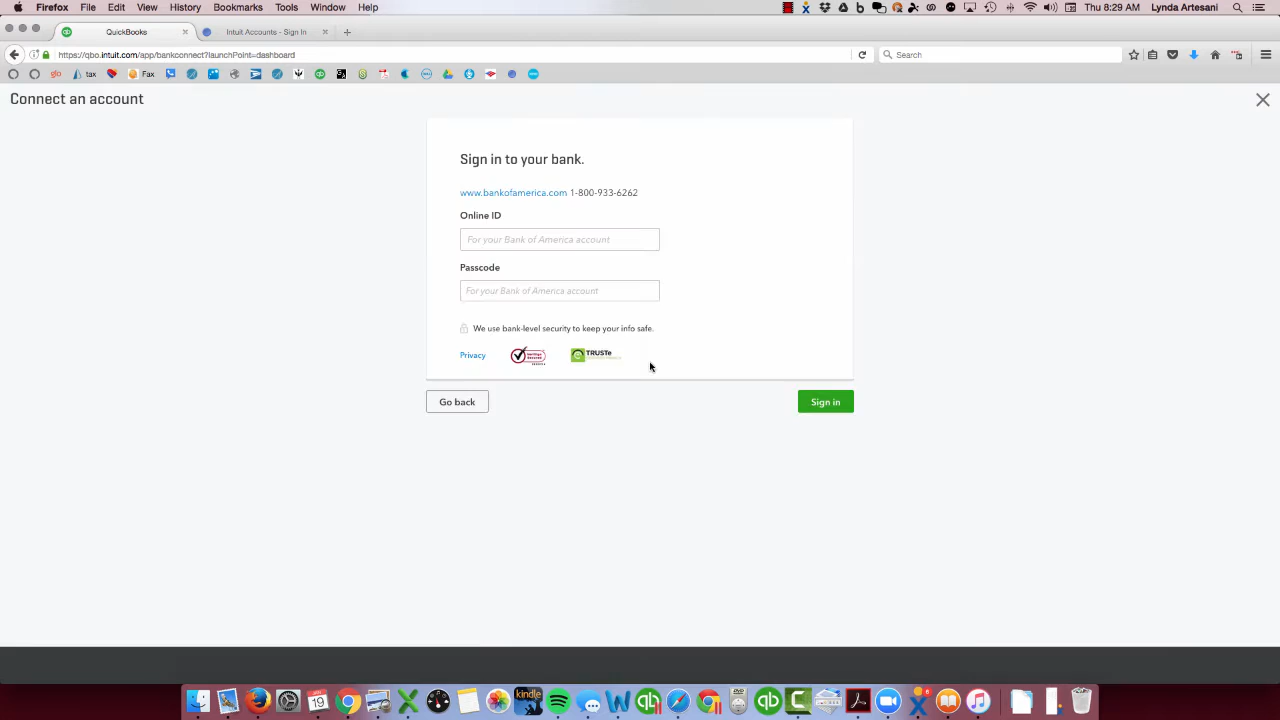 Firefox File Edit View History Bookmarks Tools Window Help Thu 8:29 AM Lynda Artesani
QuickBooks Intuit Accounts - Sign In
https://qbo.intuit.com/app/bankconnect?launchPoint=dashboard Search
glo tax Fax
Connect an account
Sign in to your bank.
www.bankofamerica.com 1-800-933-6262
Online ID
For your Bank of America account
Passcode
For your Bank of America account
We use bank-level security to keep your info safe.
Privacy TRUSTe
Go back Sign in
JAN
19
kindle